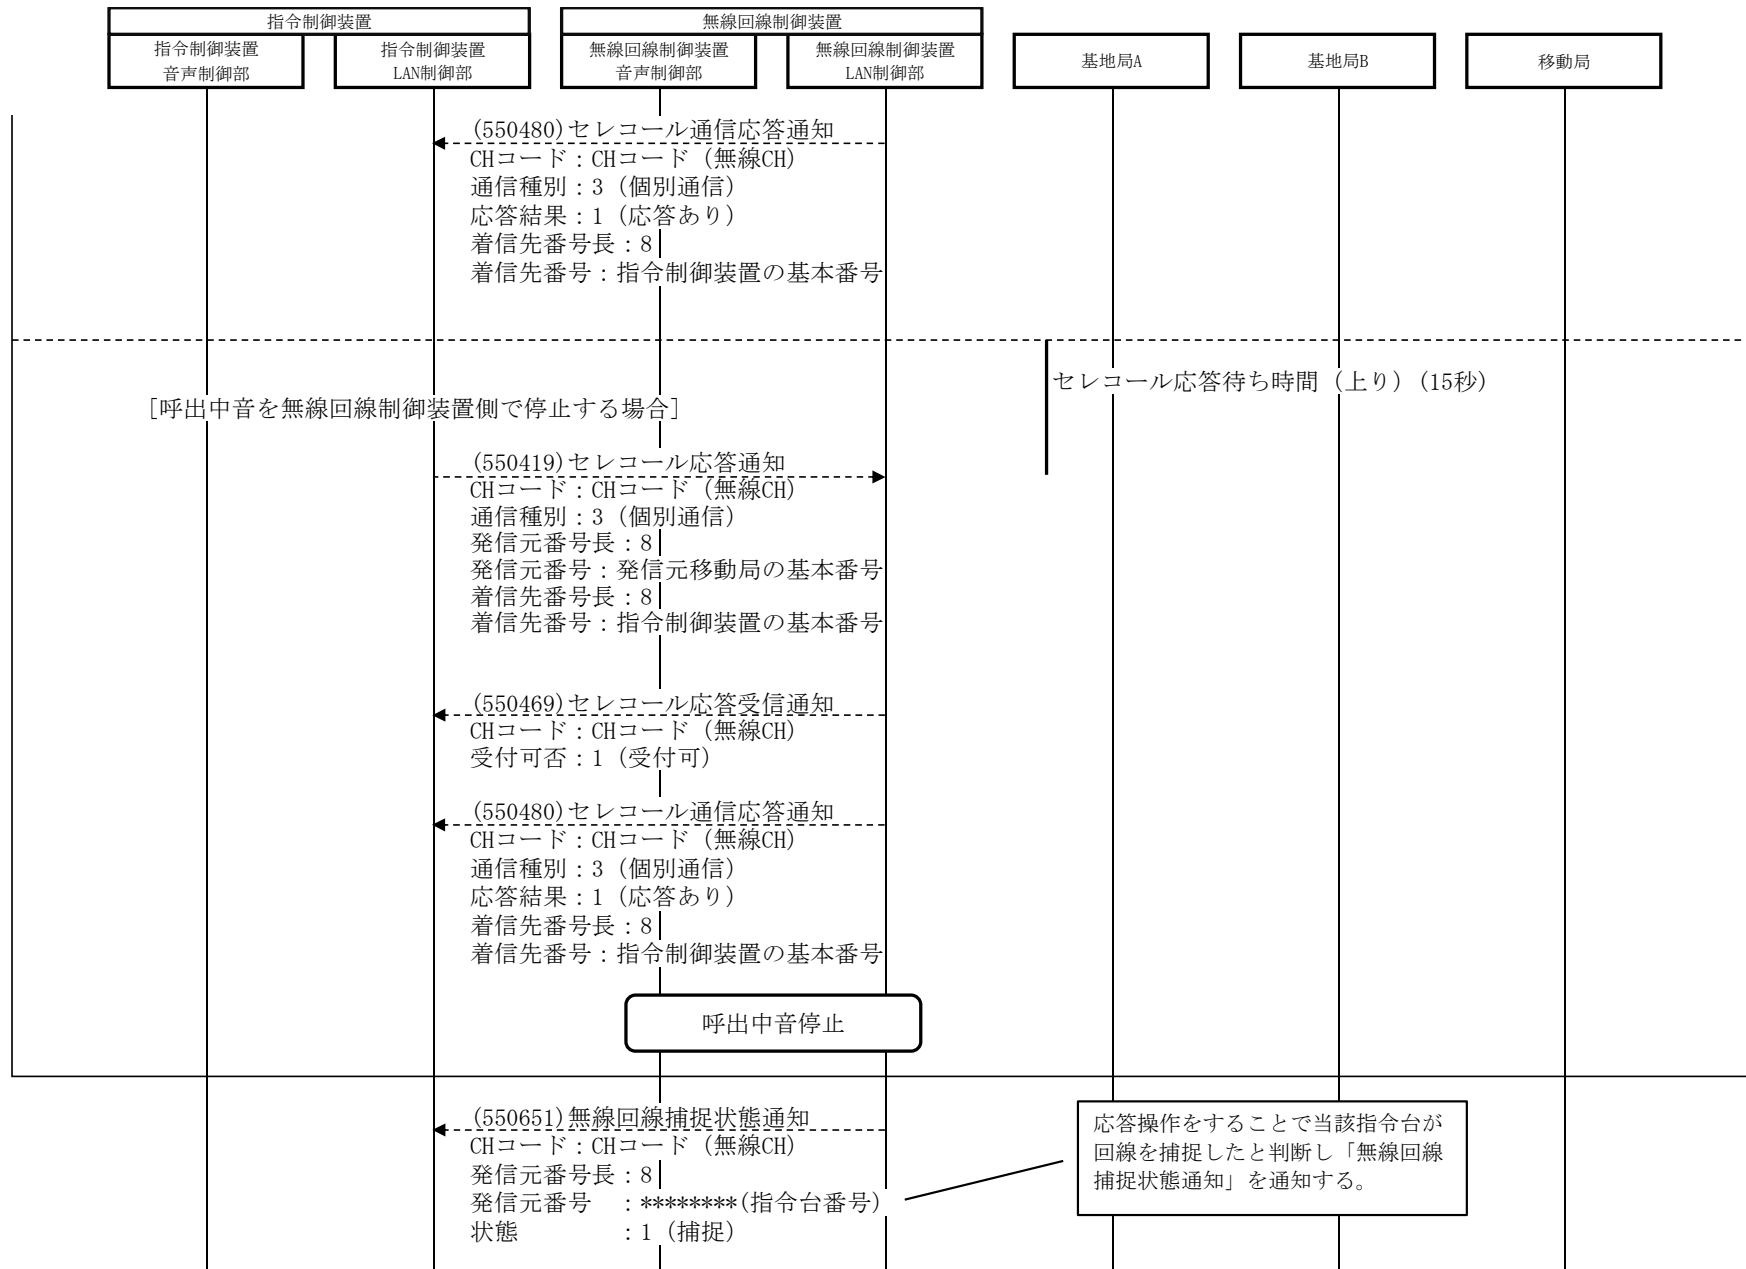 指令制御装置
無線回線制御装置
指令制御装置
音声制御部
指令制御装置
LAN制御部
無線回線制御装置
音声制御部
無線回線制御装置
LAN制御部
基地局A
基地局B
移動局
(550480)セレコール通信応答通知
CHコード：CHコード（無線CH）
通信種別：3（個別通信）
応答結果：1（応答あり）
着信先番号長：8
着信先番号：指令制御装置の基本番号
セレコール応答待ち時間（上り）(15秒)
［呼出中音を無線回線制御装置側で停止する場合］
(550419)セレコール応答通知
CHコード：CHコード（無線CH）
通信種別：3（個別通信）
発信元番号長：8
発信元番号：発信元移動局の基本番号
着信先番号長：8
着信先番号：指令制御装置の基本番号
(550469)セレコール応答受信通知
CHコード：CHコード（無線CH）
受付可否：1（受付可）
(550480)セレコール通信応答通知
CHコード：CHコード（無線CH）
通信種別：3（個別通信）
応答結果：1（応答あり）
着信先番号長：8
着信先番号：指令制御装置の基本番号
呼出中音停止
(550651)無線回線捕捉状態通知
CHコード：CHコード（無線CH）
発信元番号長：8
発信元番号　：********(指令台番号)
状態　　　　：1（捕捉）
応答操作をすることで当該指令台が
回線を捕捉したと判断し「無線回線
捕捉状態通知」を通知する。